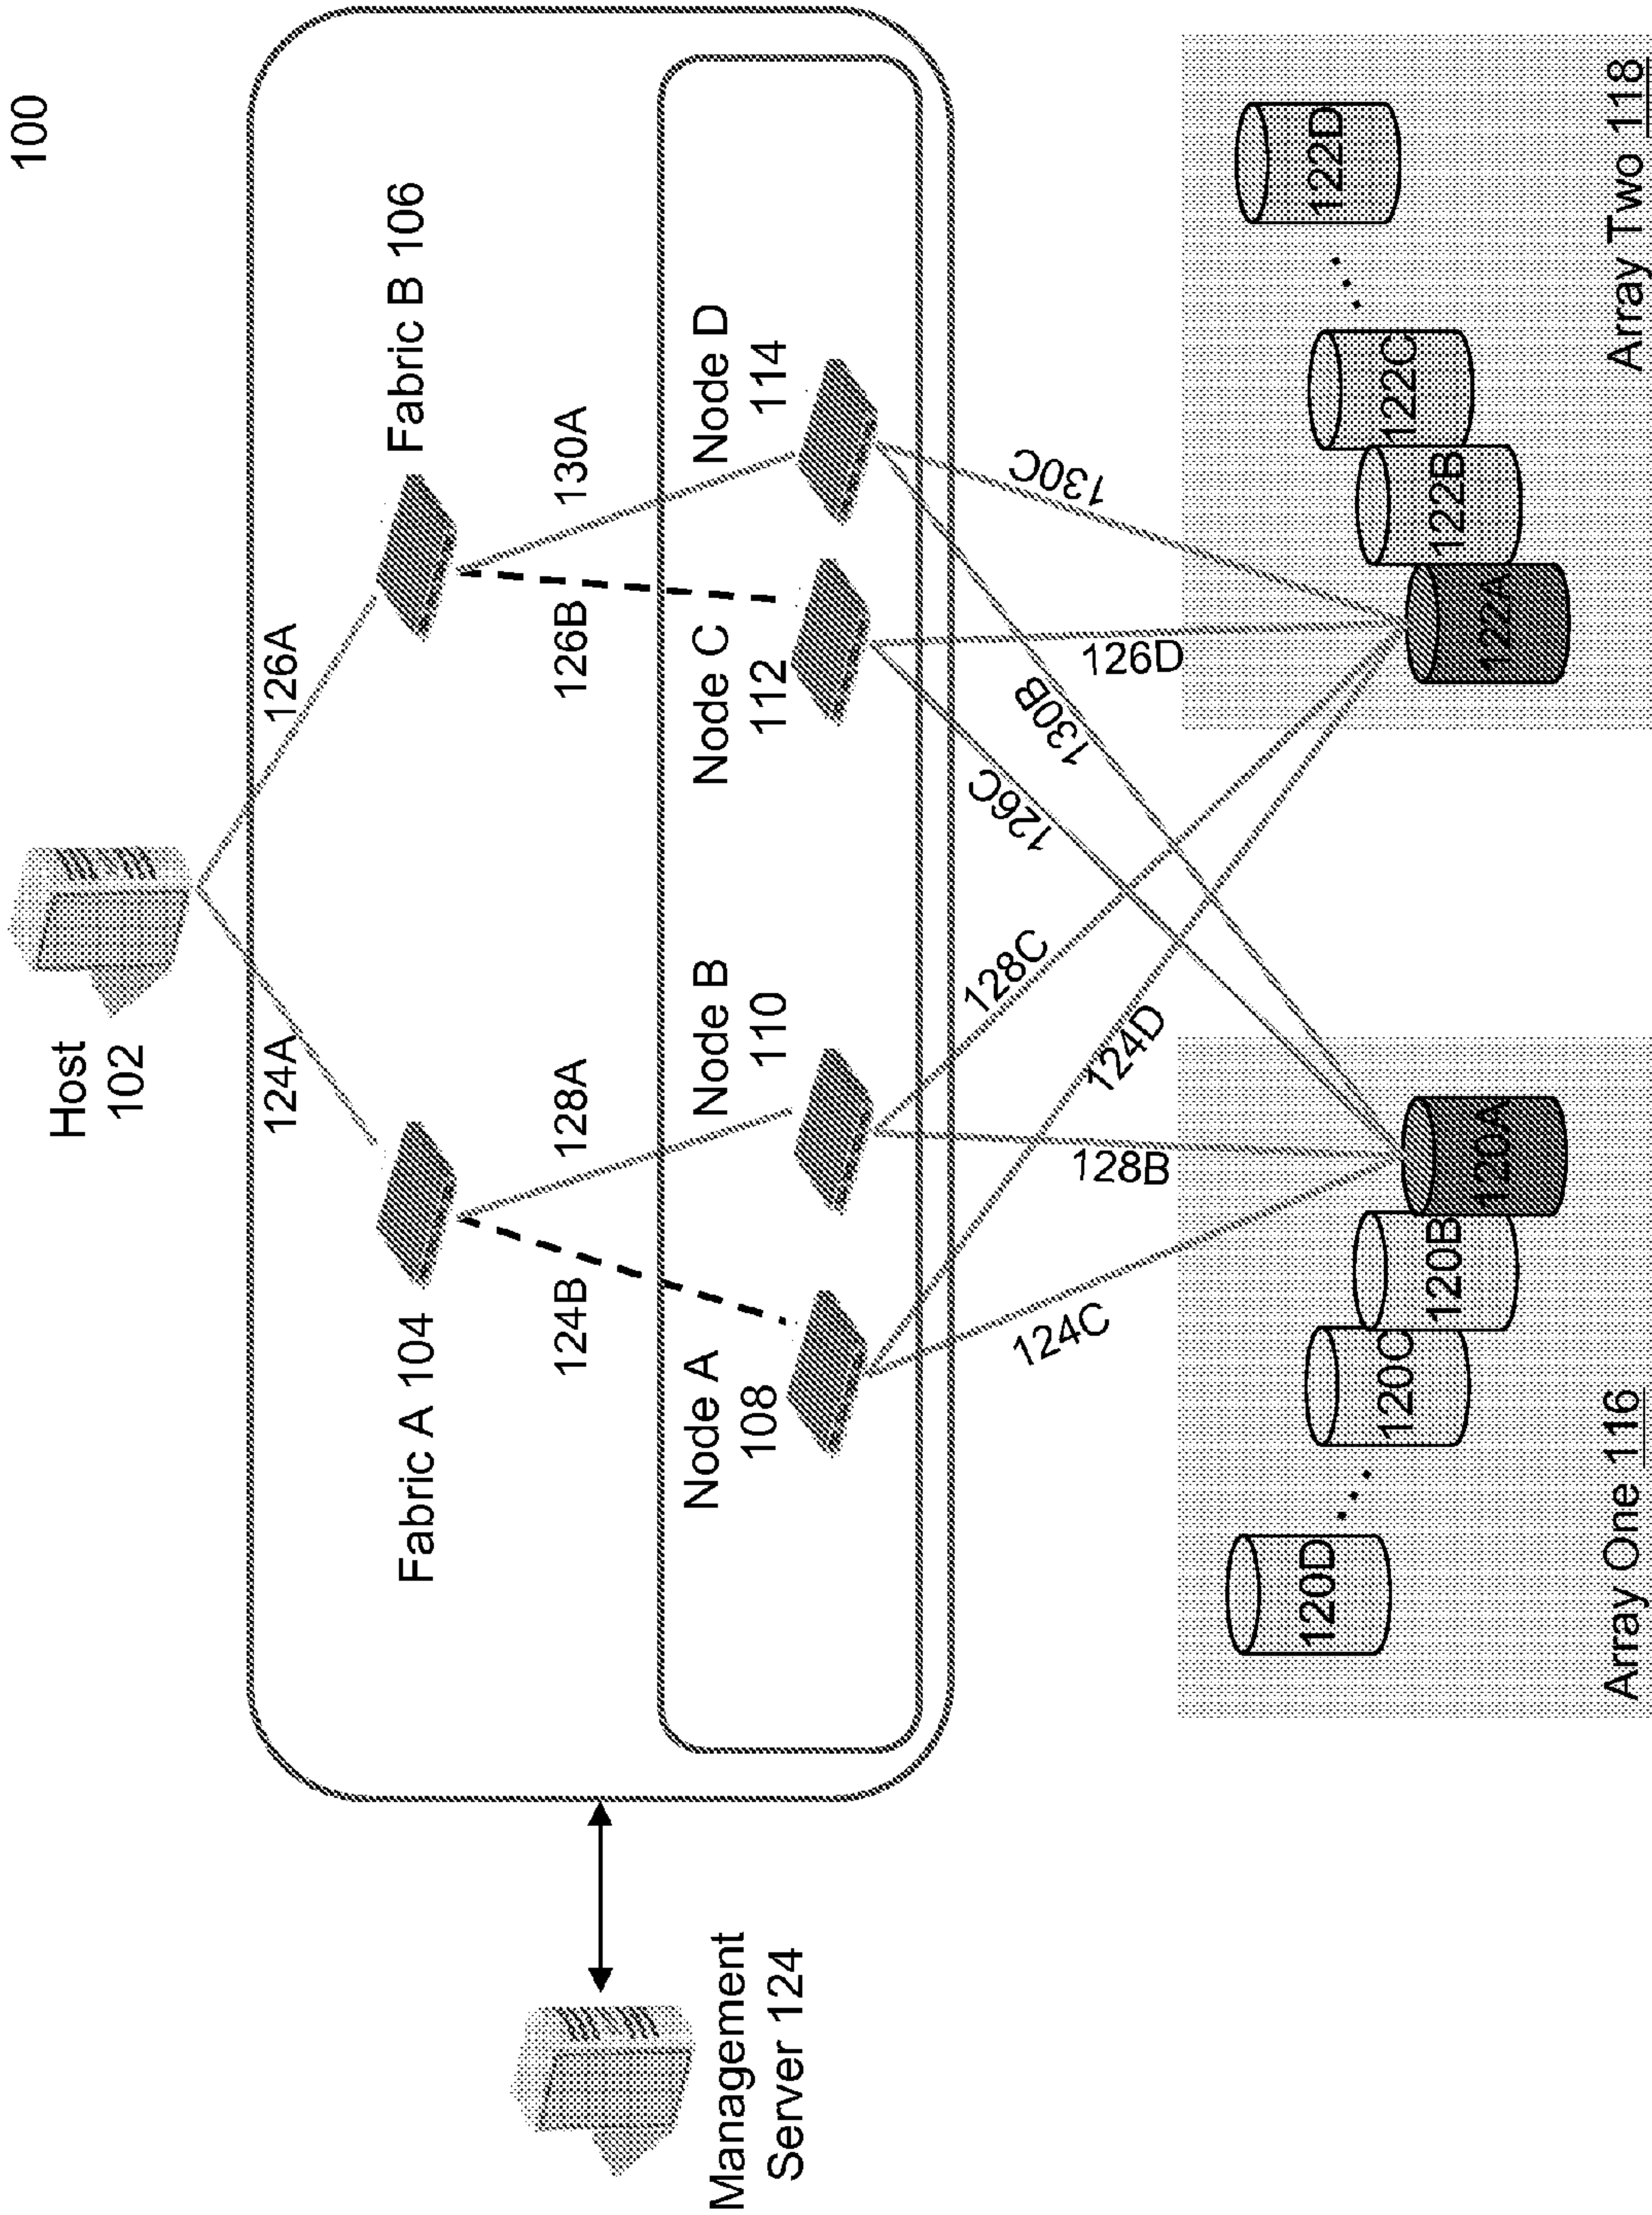 100
Host
102
124A
126A
Fabric A 104
Fabric B 106
124B
128A
126B
130A
Management
Server 124
Node A
108
Node B
110
Node C
112
Node D
114
124C
128B
124D
128C
126C
130B
126D
130C
120D
120C
120B
120A
122A
122B
122C
122D
Array One 116
Array Two 118